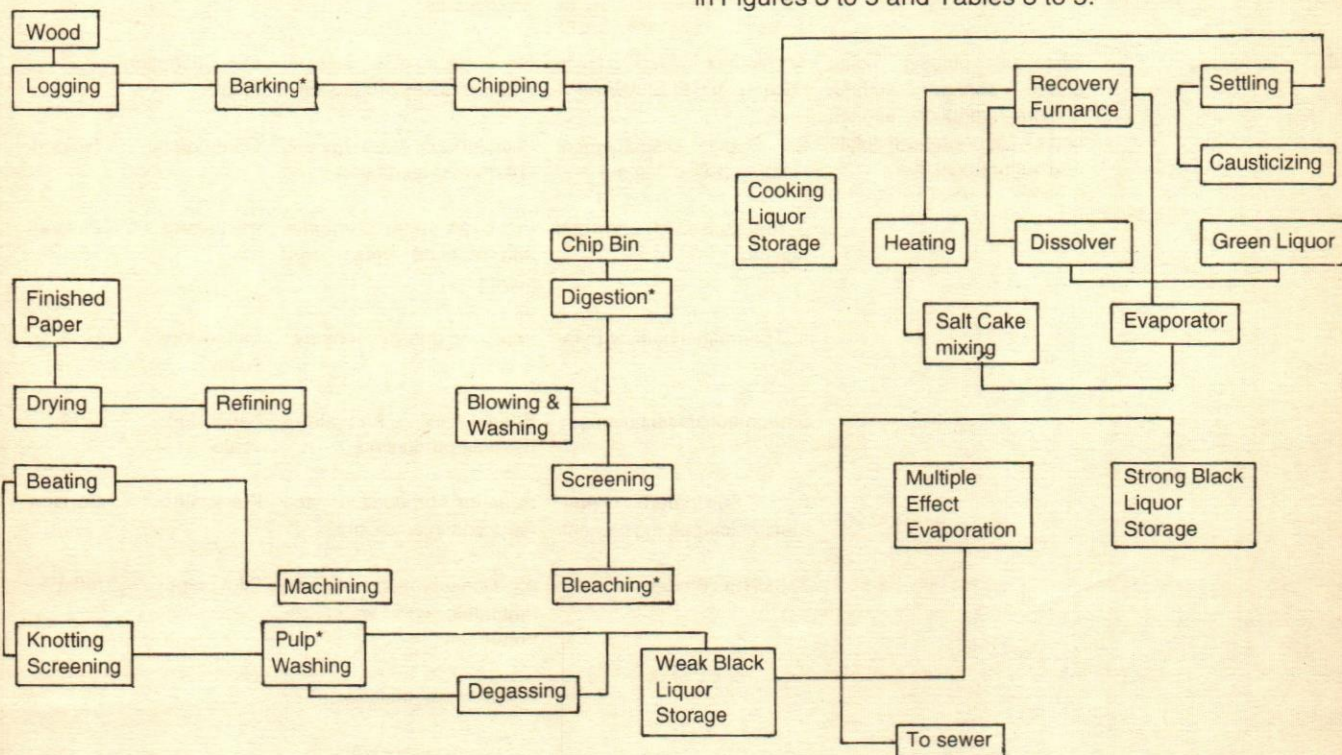 in Figures 3 to 5 and Tables 3 to 5.
Wood
Logging
Barking*
Chipping
Recovery
Furnance
Settling
Causticizing
Cooking
Liquor
Storage
Heating
Dissolver
Green Liquor
Chip Bin
Digestion*
Finished
Paper
Salt Cake
mixing
Evaporator
Drying
Refining
Blowing &
Washing
Beating
Screening
Multiple
Effect
Evaporation
Strong Black
Liquor
Storage
Machining
Bleaching*
Knotting
Screening
Pulp*
Washing
Degassing
Weak Black
Liquor
Storage
To sewer